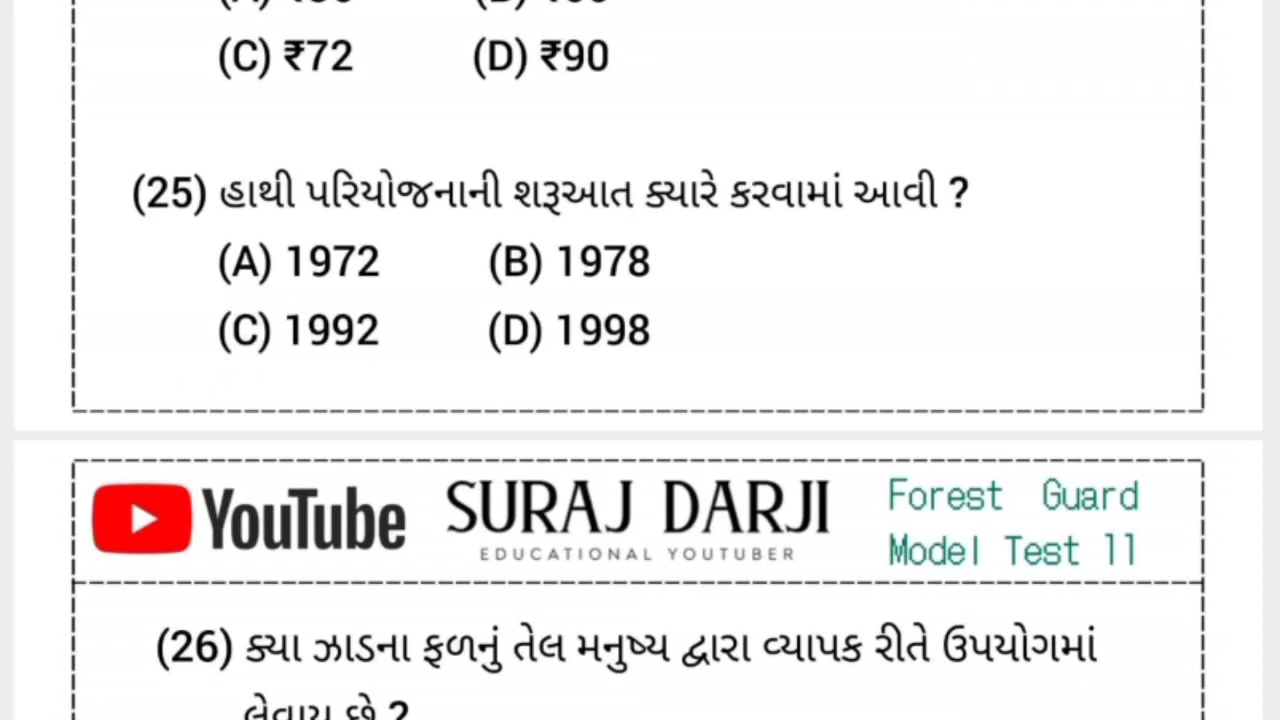 (C) ₹72 (D) ₹90
(25) હાથી પરિયોજનાની શરૂઆત ક્યારે કરવામાં આવી ?
(A) 1972 (B) 1978
(C) 1992 (D) 1998
YouTube SURAJ DARJI Forest Guard
EDUCATIONAL YOUTUBER Model Test 11
(26) ક્યા ઝાડના ફળનું તેલ મનુષ્ય દ્વારા વ્યાપક રીતે ઉપયોગમાં
લેવાય છે ?